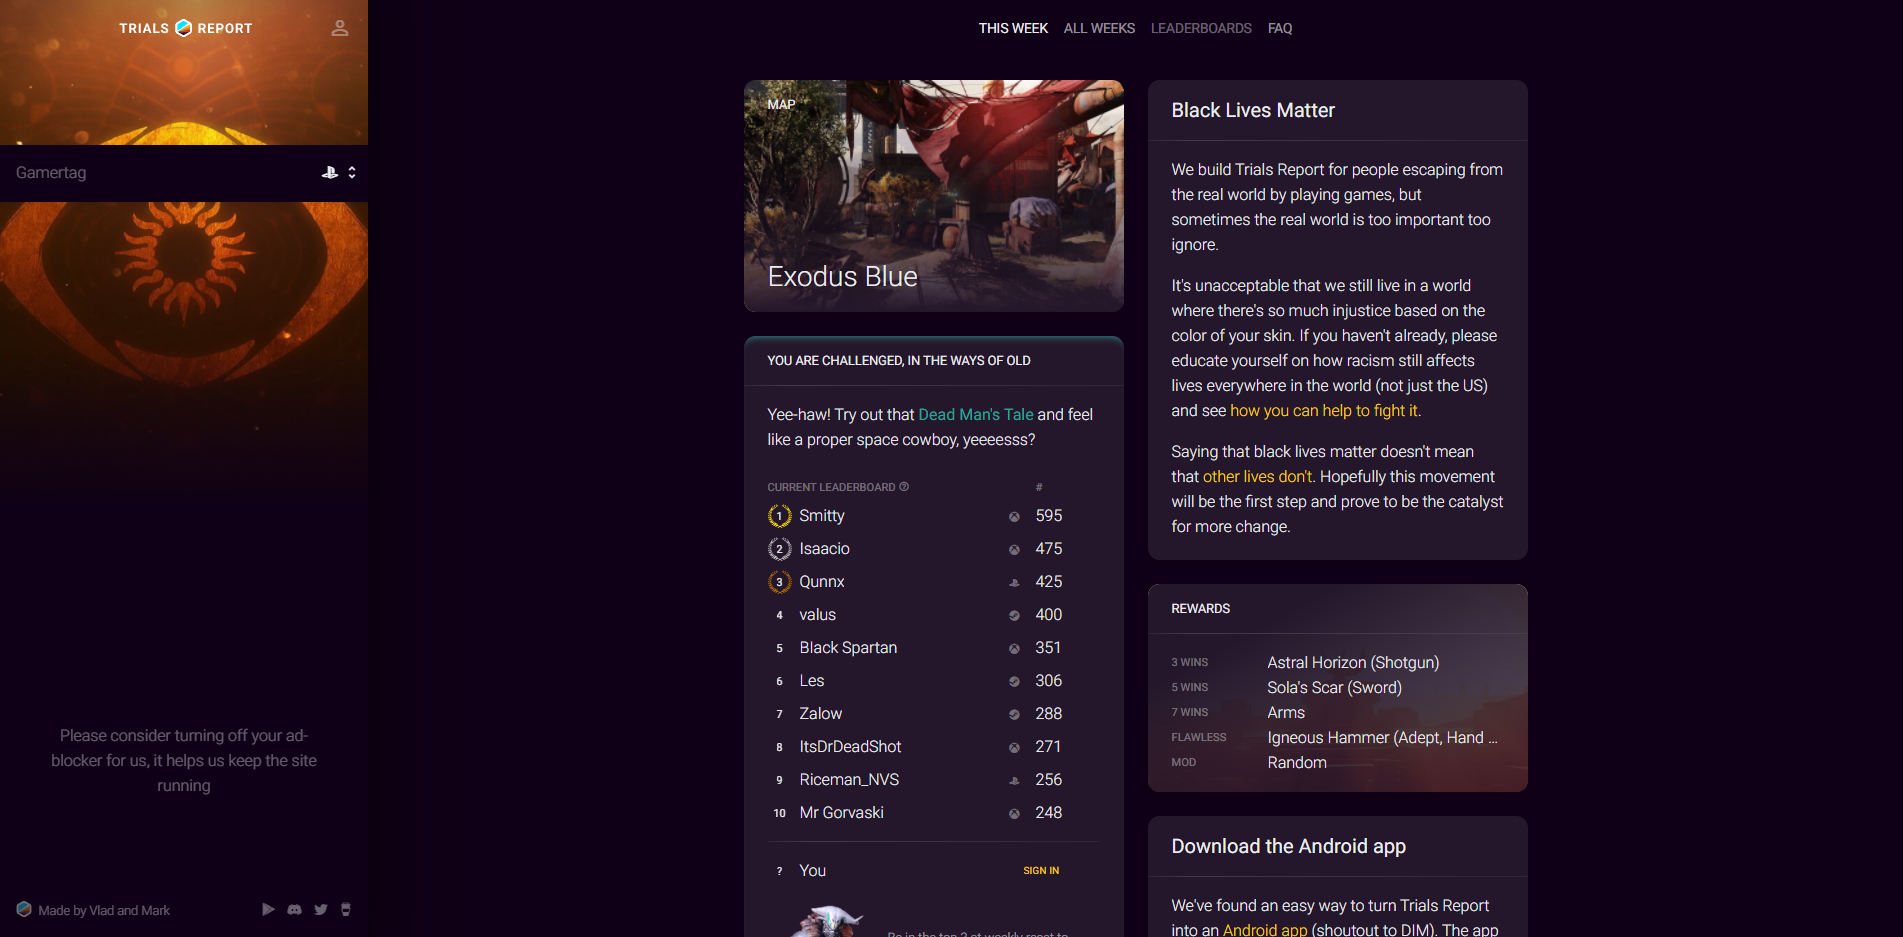 TRIALS REPORT
THIS WEEK ALL WEEKS LEADERBOARDS FAQ
Gamertag
Please consider turning off your ad-
blocker for us, it helps us keep the site
running
Made by Vlad and Mark
MAP
Exodus Blue
YOU ARE CHALLENGED, IN THE WAYS OF OLD
Yee-haw! Try out that Dead Man's Tale and feel
like a proper space cowboy, yeeeesss?
CURRENT LEADERBOARD ? #
1 Smitty 595
2 Isaacio 475
3 Qunnx 425
4 valus 400
5 Black Spartan 351
6 Les 306
7 Zalow 288
8 ItsDrDeadShot 271
9 Riceman_NVS 256
10 Mr Gorvaski 248
? You SIGN IN
Be in the top 3 at weekly reset to
Black Lives Matter
We build Trials Report for people escaping from
the real world by playing games, but
sometimes the real world is too important too
ignore.
It's unacceptable that we still live in a world
where there's so much injustice based on the
color of your skin. If you haven't already, please
educate yourself on how racism still affects
lives everywhere in the world (not just the US)
and see how you can help to fight it.
Saying that black lives matter doesn't mean
that other lives don't. Hopefully this movement
will be the first step and prove to be the catalyst
for more change.
REWARDS
3 WINS Astral Horizon (Shotgun)
5 WINS Sola's Scar (Sword)
7 WINS Arms
FLAWLESS Igneous Hammer (Adept, Hand ...
MOD Random
Download the Android app
We've found an easy way to turn Trials Report
into an Android app (shoutout to DIM). The app